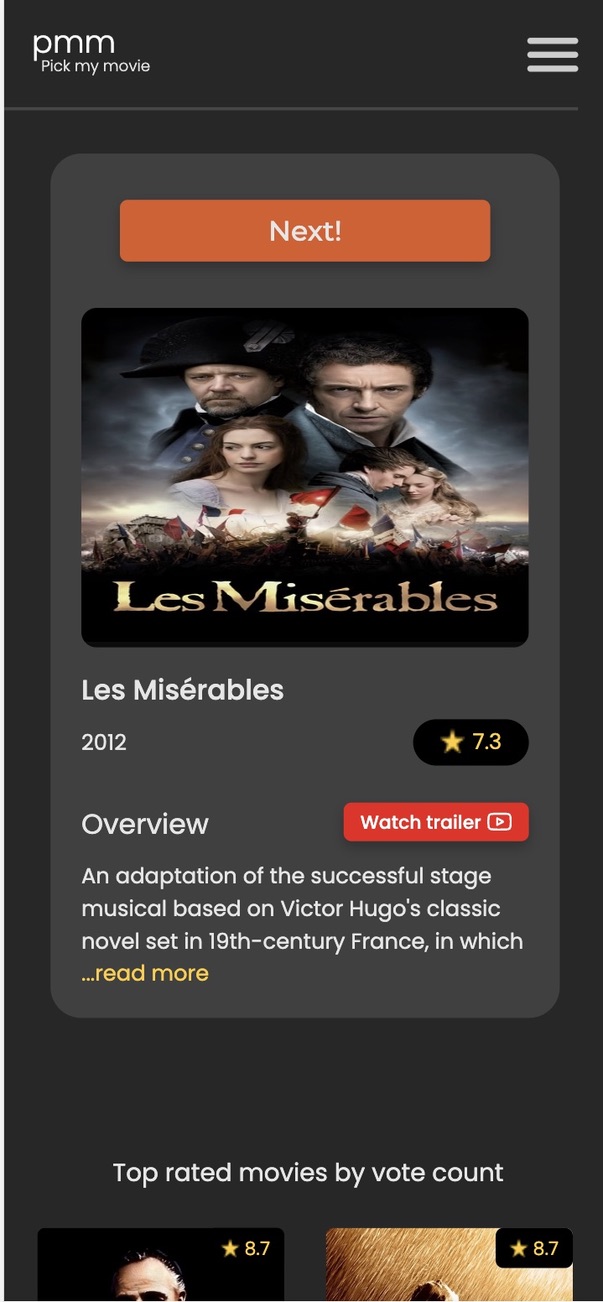 pmm
Pick my movie
Next!
Les Misérables
Les Misérables
2012
7.3
Overview
Watch trailer
An adaptation of the successful stage
musical based on Victor Hugo's classic
novel set in 19th-century France, in which
...read more
Top rated movies by vote count
8.7
8.7